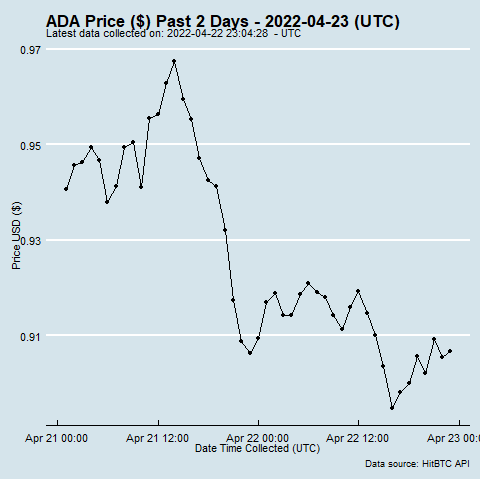 ADA Price ($) Past 2 Days - 2022-04-23 (UTC)
Latest data collected on: 2022-04-22 23:04:28 - UTC
0.97
0.95
0.93
0.91
Price USD ($)
Apr 21 00:00 Apr 21 12:00 Apr 22 00:00 Apr 22 12:00 Apr 23 00:
Date Time Collected (UTC)
Data source: HitBTC API